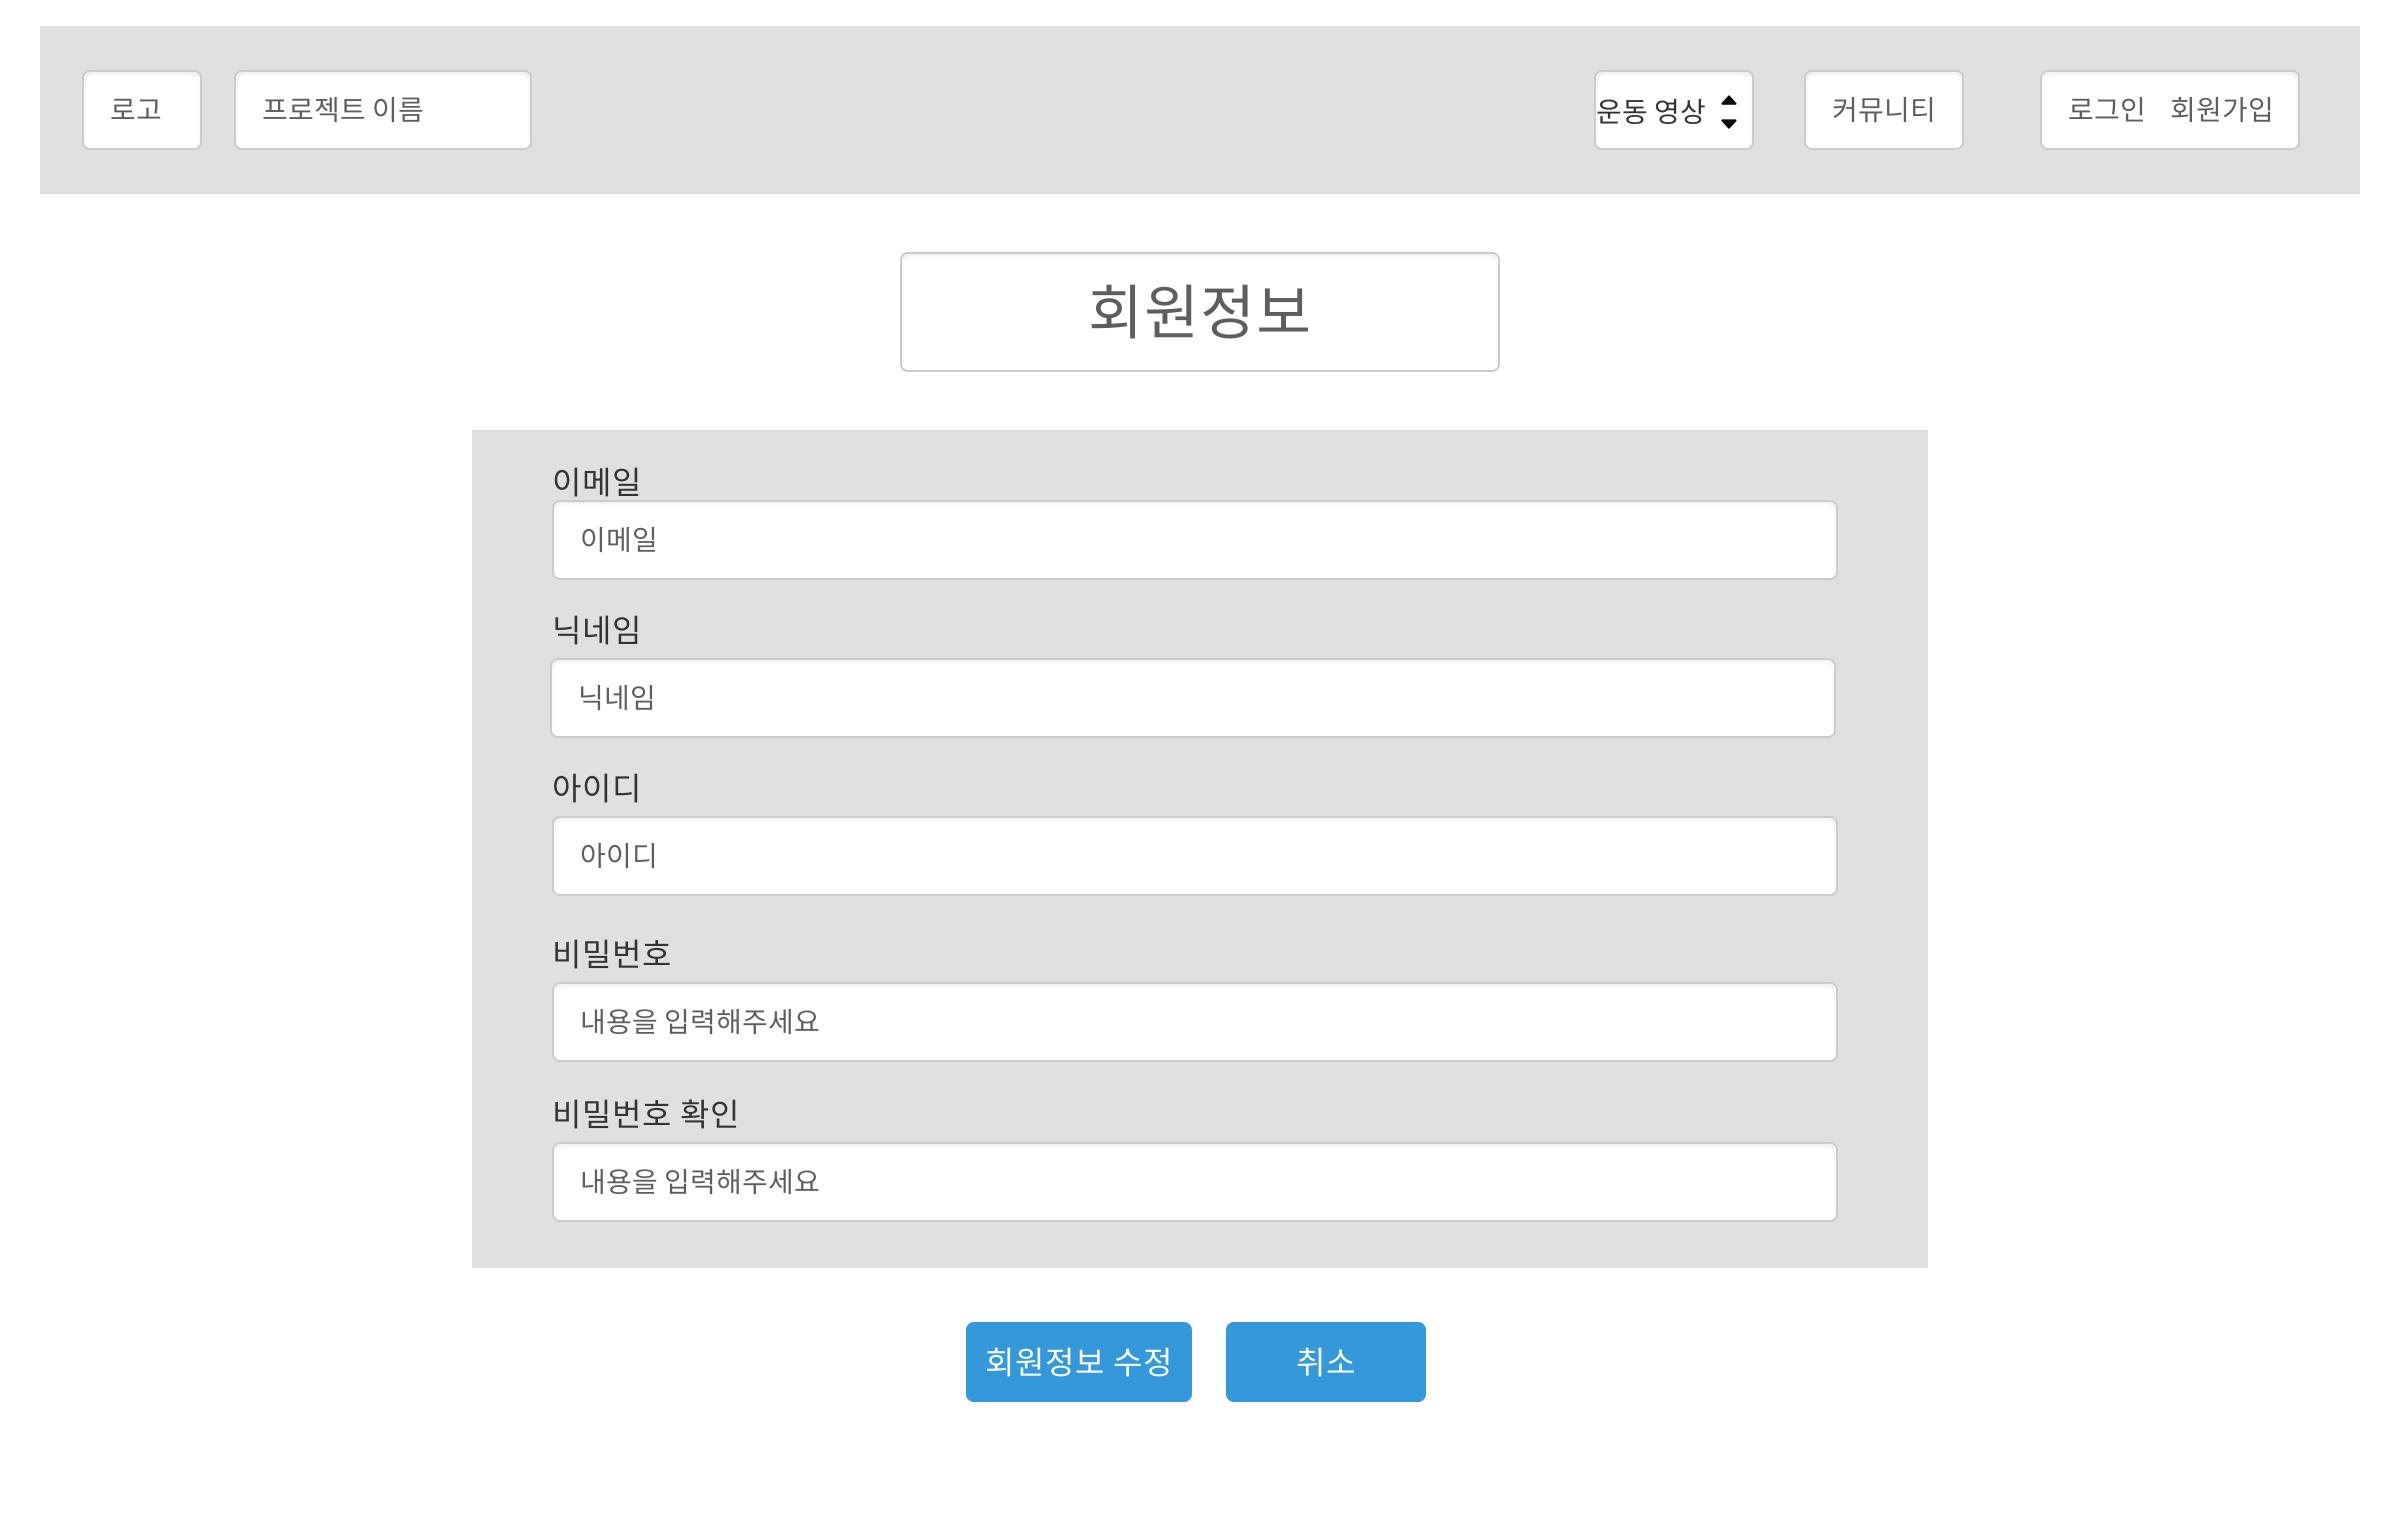 로고 프로젝트 이름 운동 영상 커뮤니티 로그인 회원가입
회원정보
이메일
이메일
닉네임
닉네임
아이디
아이디
비밀번호
내용을 입력해주세요
비밀번호 확인
내용을 입력해주세요
회원정보 수정 취소